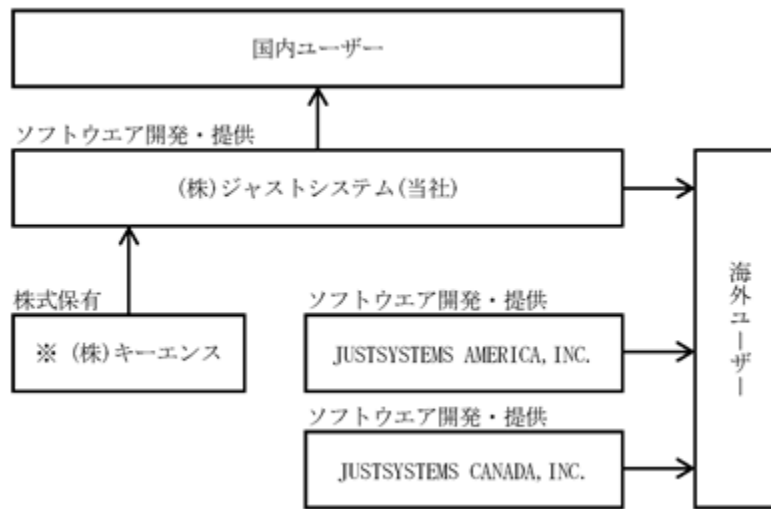 国内ユーザー
ソフトウエア開発・提供
(株)ジャストシステム(当社)
株式保有
※ (株)キーエンス
ソフトウエア開発・提供
JUSTSYSTEMS AMERICA, INC.
ソフトウエア開発・提供
JUSTSYSTEMS CANADA, INC.
海外ユーザー